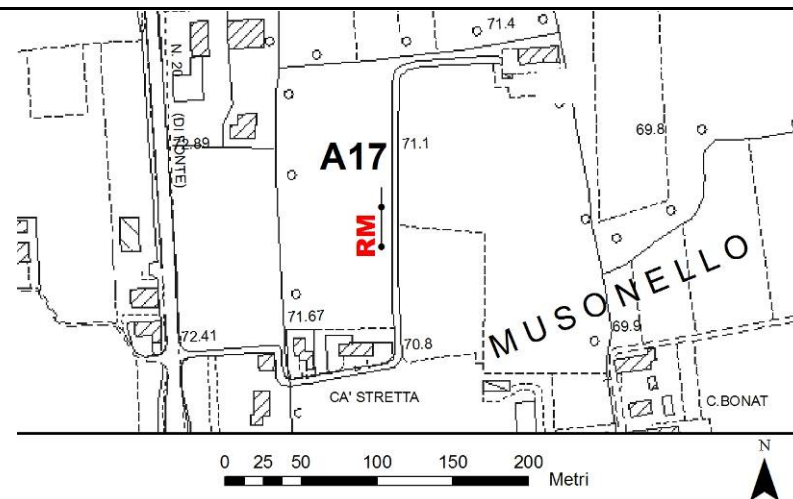 71.4
N. 20
(DI FONTE)
72.89
A17
71.1
69.8
RM
MUSONELLO
71.67
72.41
70.8
69.9
CA' STRETTA
C.BONAT
N
0 25 50 100 150 200
Metri